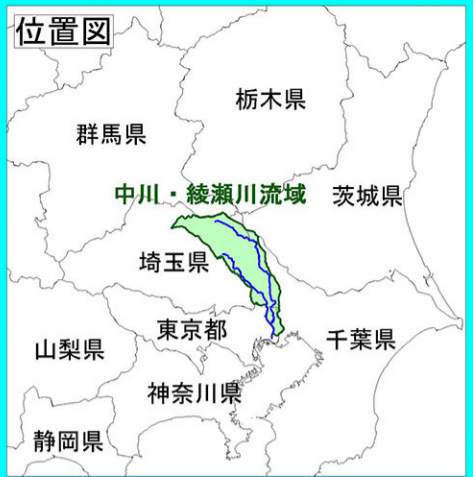 位置図
栃木県
群馬県
中川・綾瀬川流域
茨城県
埼玉県
東京都
千葉県
山梨県
神奈川県
静岡県